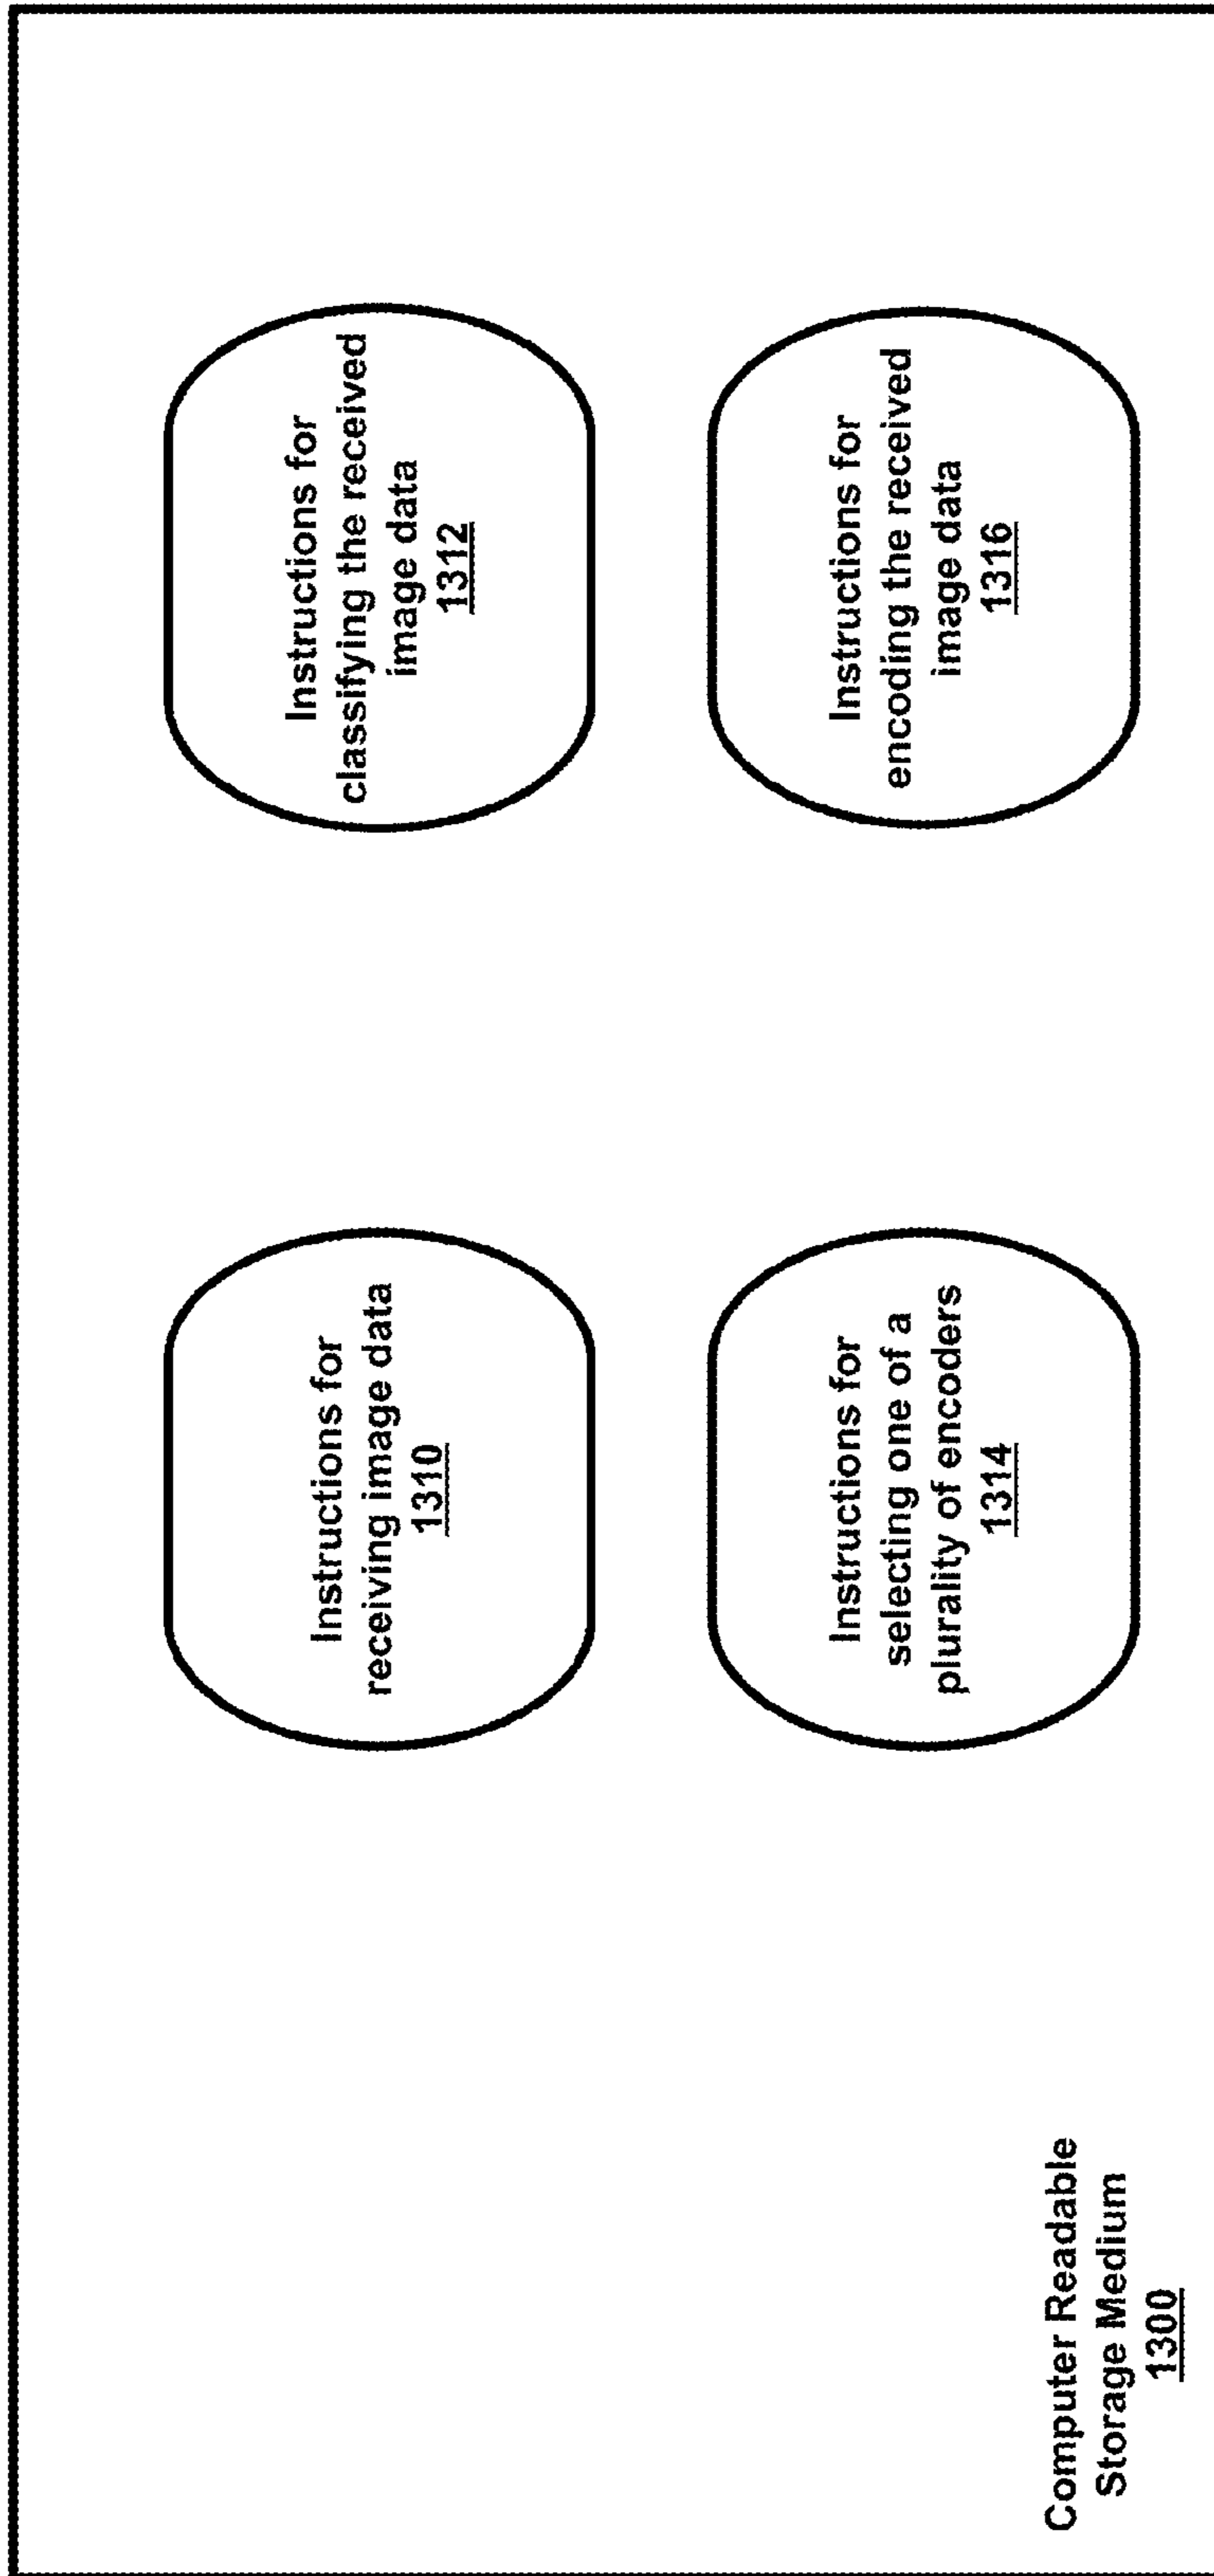 Instructions for
receiving image data
1310
Instructions for
classifying the received
image data
1312
Instructions for
selecting one of a
plurality of encoders
1314
Instructions for
encoding the received
image data
1316
Computer Readable
Storage Medium
1300